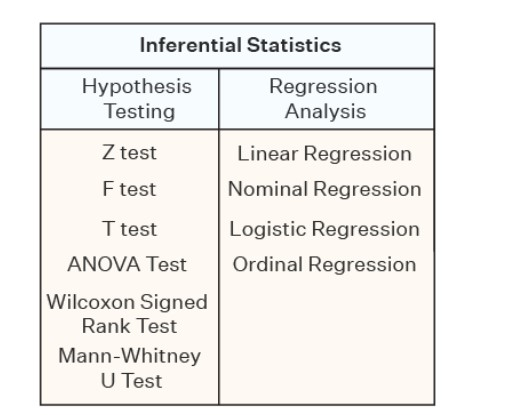 Inferential Statistics
Hypothesis
Testing
Regression
Analysis
Z test
Linear Regression
F test
Nominal Regression
T test
Logistic Regression
ANOVA Test
Ordinal Regression
Wilcoxon Signed
Rank Test
Mann-Whitney
U Test